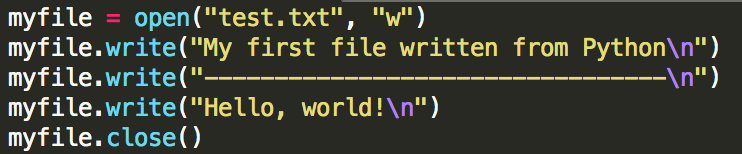 myfile = open("test.txt", "w")
myfile.write("My first file written from Python\n")
myfile.write("---------------------------------\n")
myfile.write("Hello, world!\n")
myfile.close()